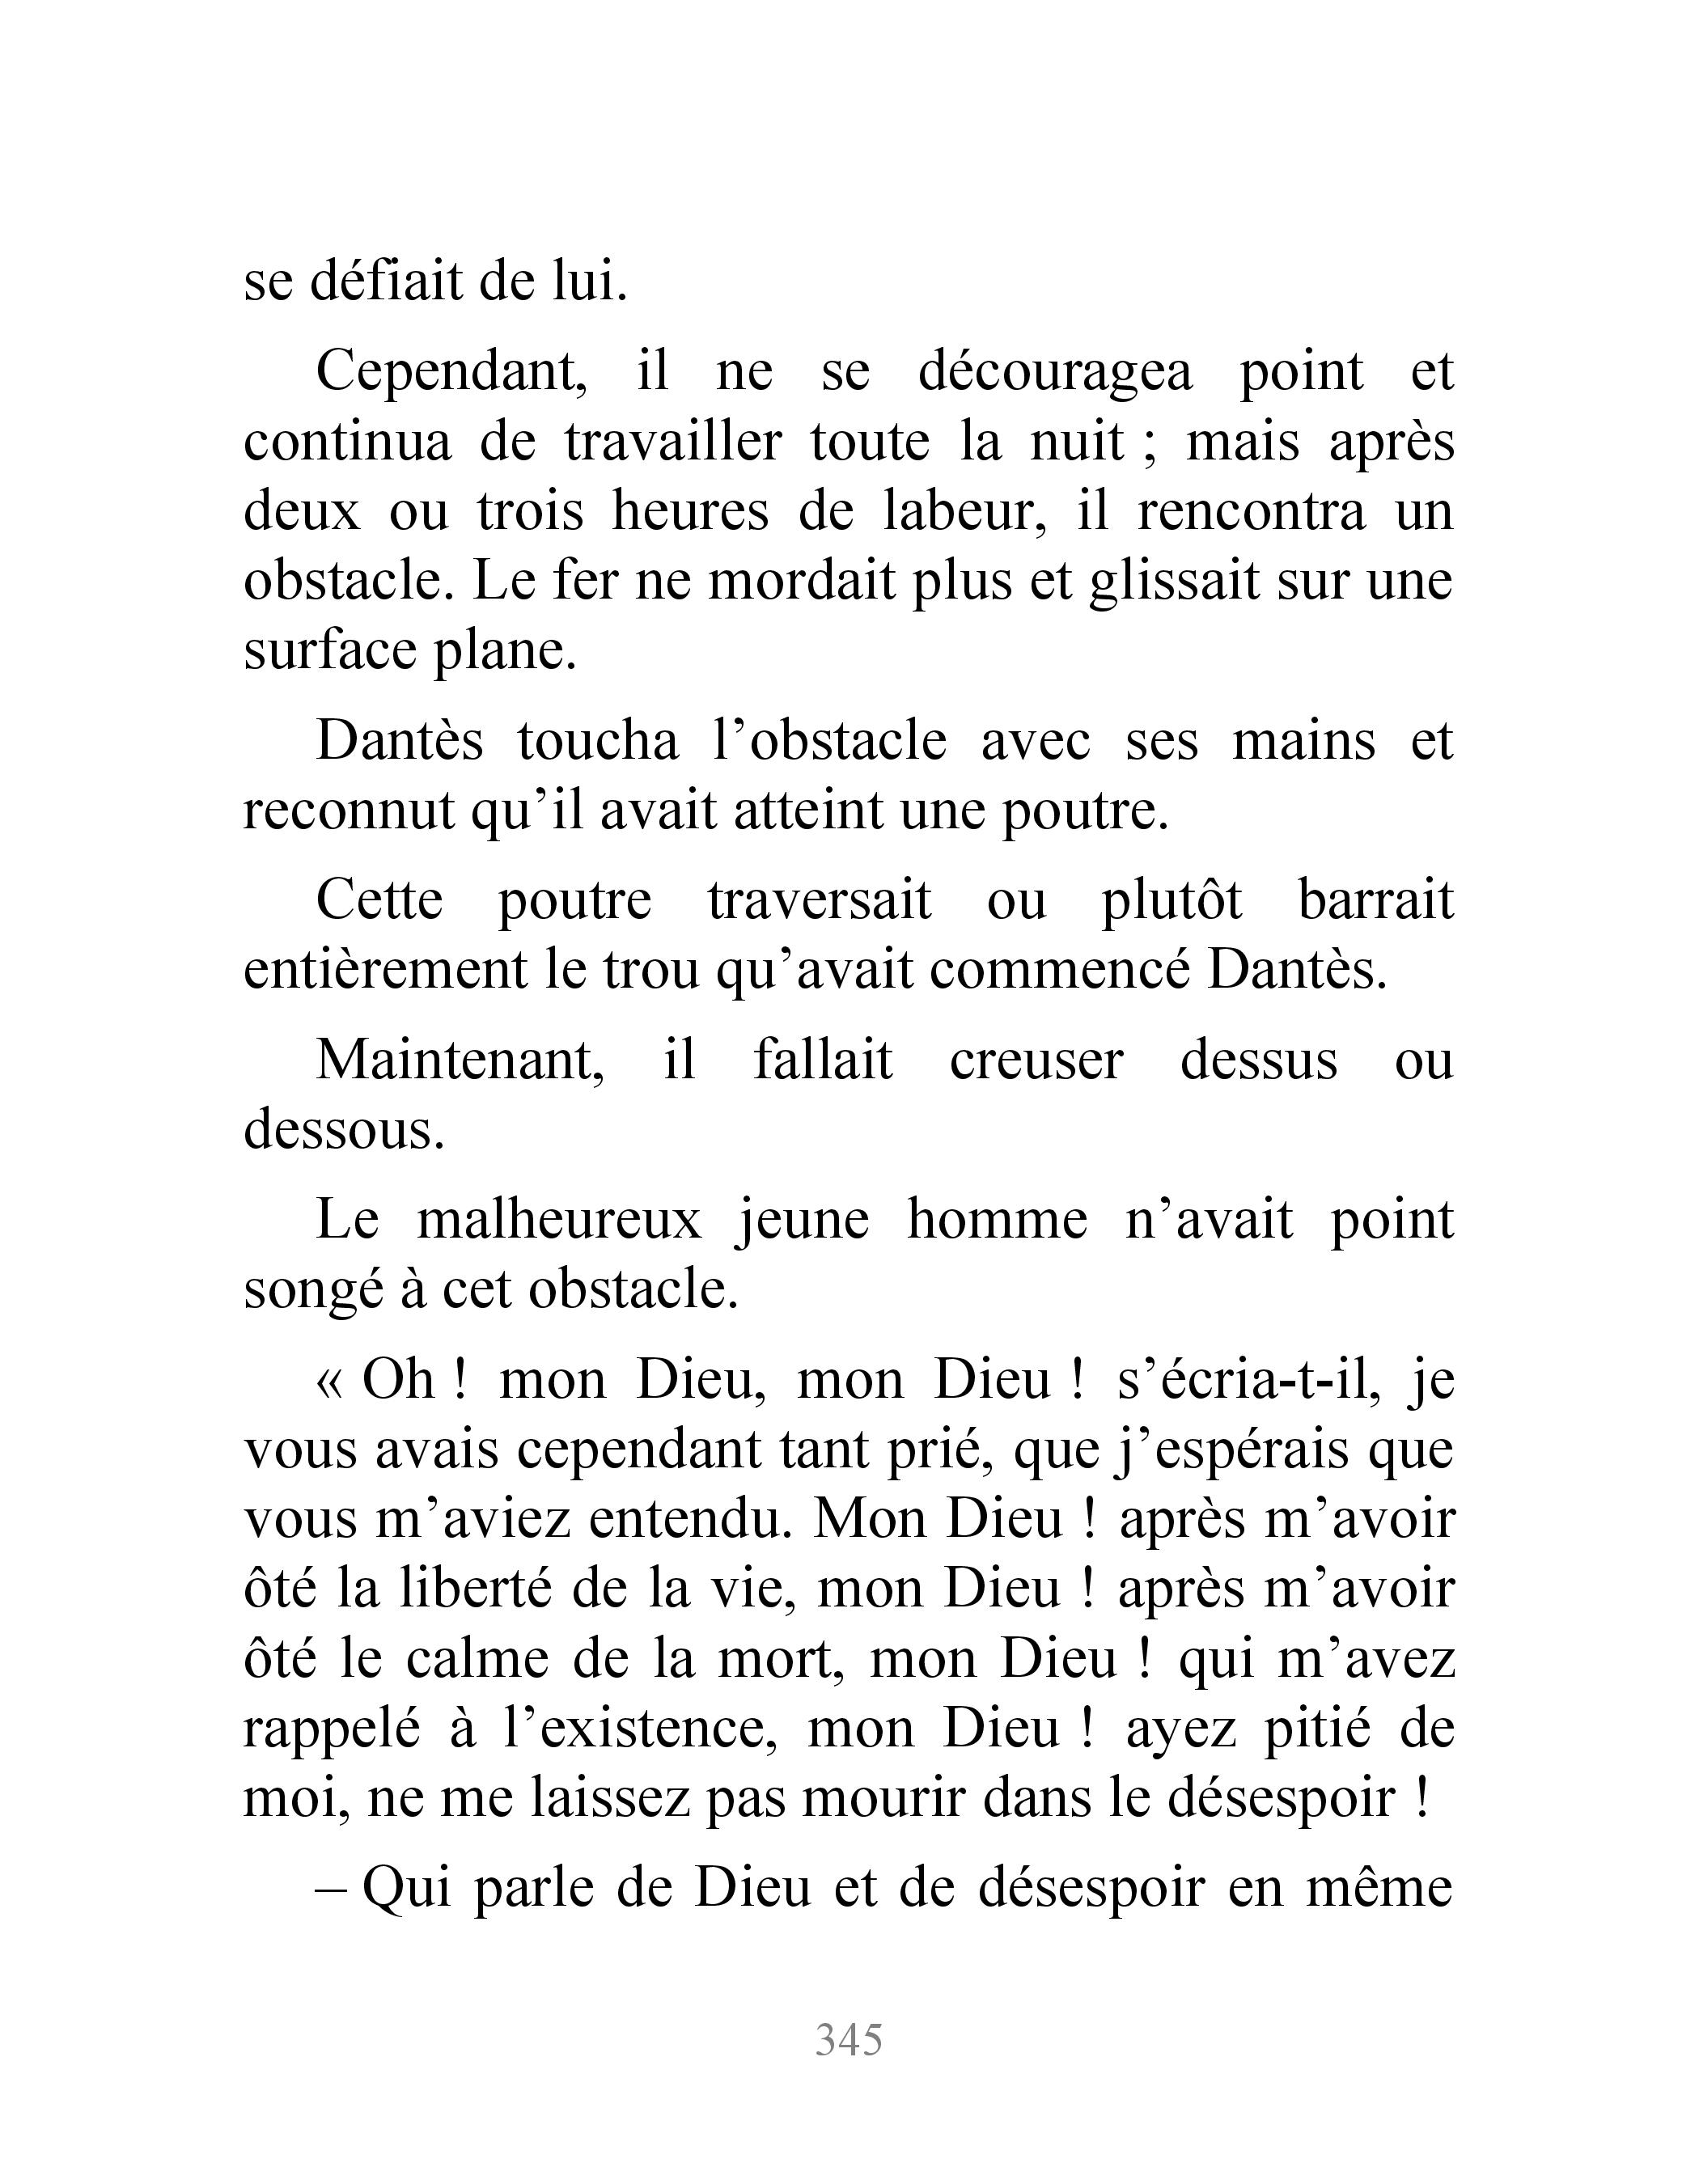 se défiait de lui.
Cependant, il ne se découragea point et
continua de travailler toute la nuit ; mais après
deux ou trois heures de labeur, il rencontra un
obstacle. Le fer ne mordait plus et glissait sur une
surface plane.
Dantès toucha l’obstacle avec ses mains et
reconnut qu’il avait atteint une poutre.
Cette poutre traversait ou plutôt barrait
entièrement le trou qu’avait commencé Dantès.
Maintenant, il fallait creuser dessus ou
dessous.
Le malheureux jeune homme n’avait point
songé à cet obstacle.
« Oh ! mon Dieu, mon Dieu ! s’écria-t-il, je
vous avais cependant tant prié, que j’espérais que
vous m’aviez entendu. Mon Dieu ! après m’avoir
ôté la liberté de la vie, mon Dieu ! après m’avoir
ôté le calme de la mort, mon Dieu ! qui m’avez
rappelé à l’existence, mon Dieu ! ayez pitié de
moi, ne me laissez pas mourir dans le désespoir !
– Qui parle de Dieu et de désespoir en même
345